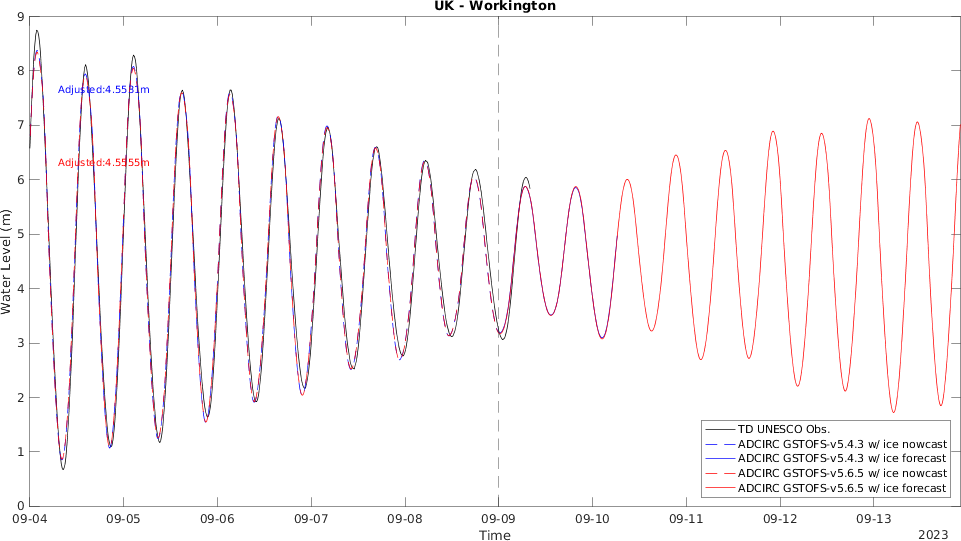 UK - Workington
9
8
7
6
5
4
3
2
1
0
Water Level (m)
Adjusted:4.5531m
Adjusted:4.5555m
TD UNESCO Obs.
ADCIRC GSTOFS-v5.4.3 w/ ice nowcast
ADCIRC GSTOFS-v5.4.3 w/ ice forecast
ADCIRC GSTOFS-v5.6.5 w/ ice nowcast
ADCIRC GSTOFS-v5.6.5 w/ ice forecast
09-04 09-05 09-06 09-07 09-08 09-09 09-10 09-11 09-12 09-13
Time
2023